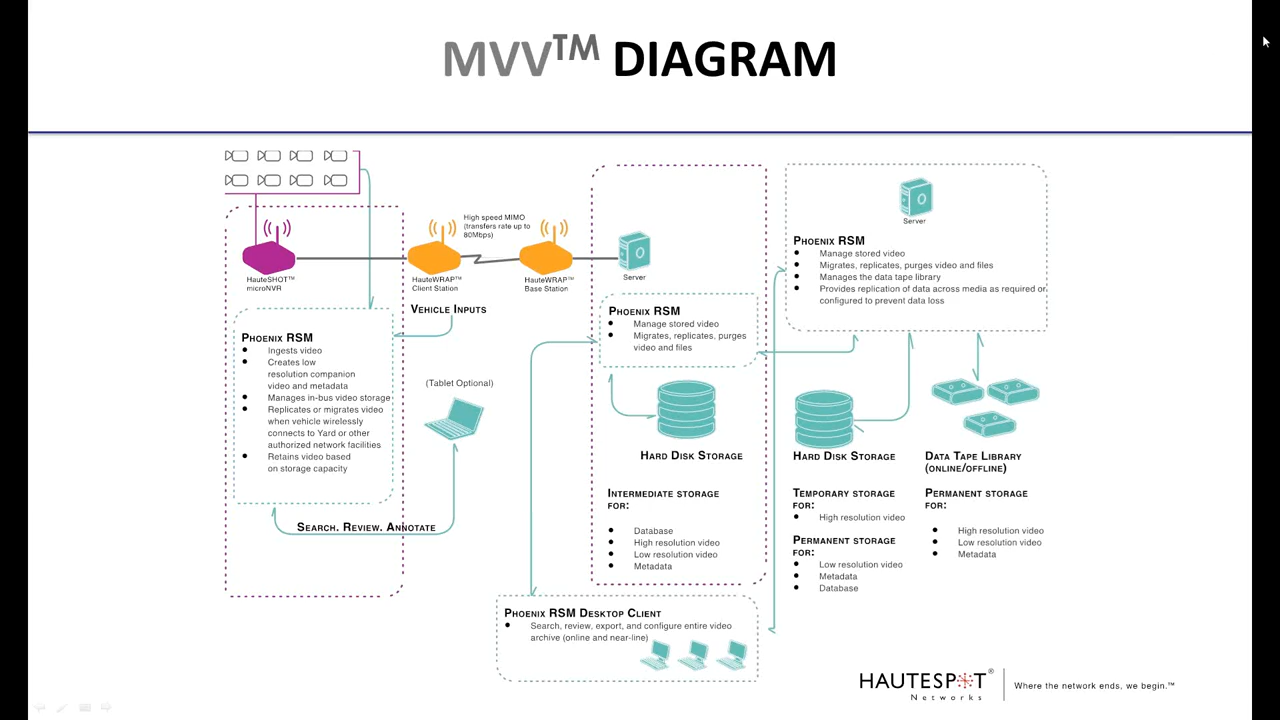 MVV™ DIAGRAM
High speed MIMO
(transfers rate up to
80Mbps)
HauteSHOT™
microNVR
HauteWRAP™
Client Station
HauteWRAP™
Base Station
Server
Vehicle Inputs
Phoenix RSM
• Ingests video
• Creates low
resolution companion
video and metadata
• Manages in-bus video storage
• Replicates or migrates video
when vehicle wirelessly
connects to Yard or other
authorized network facilities
• Retains video based
on storage capacity
(Tablet Optional)
Search. Review. Annotate
Phoenix RSM
• Manage stored video
• Migrates, replicates, purges
video and files
Hard Disk Storage
Intermediate storage
for:
• Database
• High resolution video
• Low resolution video
• Metadata
Server
Phoenix RSM
• Manage stored video
• Migrates, replicates, purges video and files
• Manages the data tape library
• Provides replication of data across media as required or
configured to prevent data loss
Hard Disk Storage
Temporary storage
for:
• High resolution video
Permanent storage
for:
• Low resolution video
• Metadata
• Database
Data Tape Library
(online/offline)
Permanent storage
for:
• High resolution video
• Low resolution video
• Metadata
Phoenix RSM Desktop Client
• Search, review, export, and configure entire video
archive (online and near-line)
HAUTESPOT®
Networks
Where the network ends, we begin.™